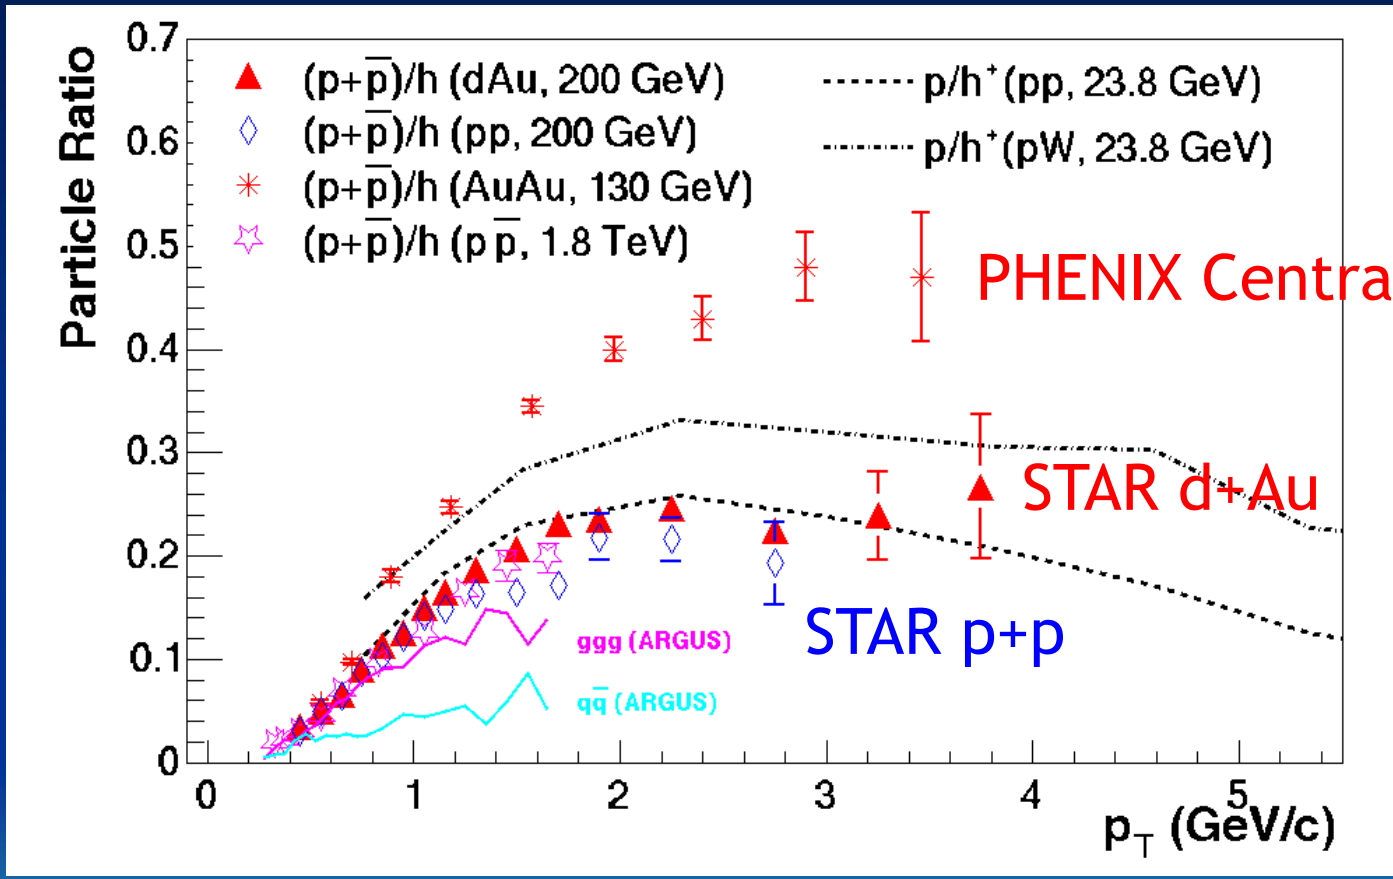 Particle Ratio
0.7
0.6
0.5
0.4
0.3
0.2
0.1
0
(p+p̅)/h (dAu, 200 GeV)
(p+p̅)/h (pp, 200 GeV)
(p+p̅)/h (AuAu, 130 GeV)
(p+p̅)/h (p p̅, 1.8 TeV)
p/h⁺(pp, 23.8 GeV)
p/h⁺(pW, 23.8 GeV)
PHENIX Centra
STAR d+Au
STAR p+p
ggg (ARGUS)
qq̅ (ARGUS)
0 1 2 3 4 5
p_T (GeV/c)